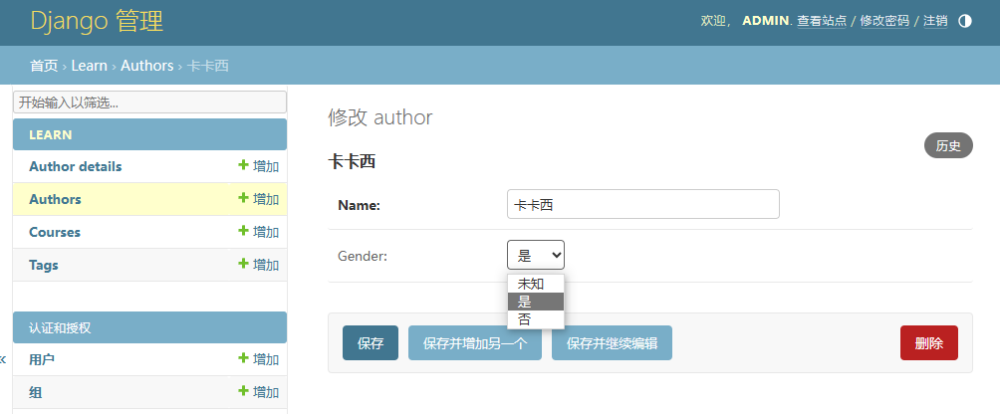 Django 管理
欢迎， ADMIN. 查看站点 / 修改密码 / 注销
首页 › Learn › Authors › 卡卡西
开始输入以筛选...
LEARN
Author details + 增加
Authors + 增加
Courses + 增加
Tags + 增加
认证和授权
用户 + 增加
组 + 增加
«
修改 author
历史
卡卡西
Name: 卡卡西
Gender: 是
未知
是
否
保存 保存并增加另一个 保存并继续编辑 删除